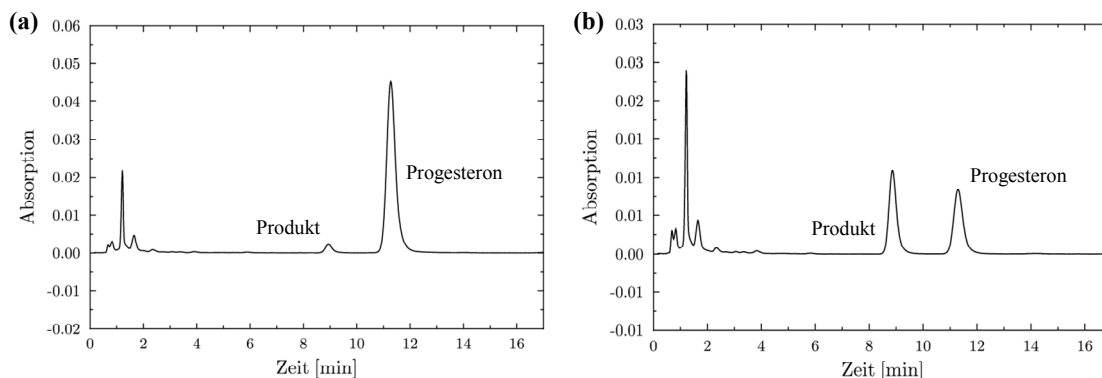 (a)
Absorption
0.06
0.05
0.04
0.03
0.02
0.01
0.00
-0.01
-0.02
Produkt
Progesteron
0 2 4 6 8 10 12 14 16
Zeit [min]
(b)
Absorption
0.03
0.03
0.02
0.01
0.01
0.01
0.00
-0.01
-0.01
Produkt
Progesteron
0 2 4 6 8 10 12 14 16
Zeit [min]